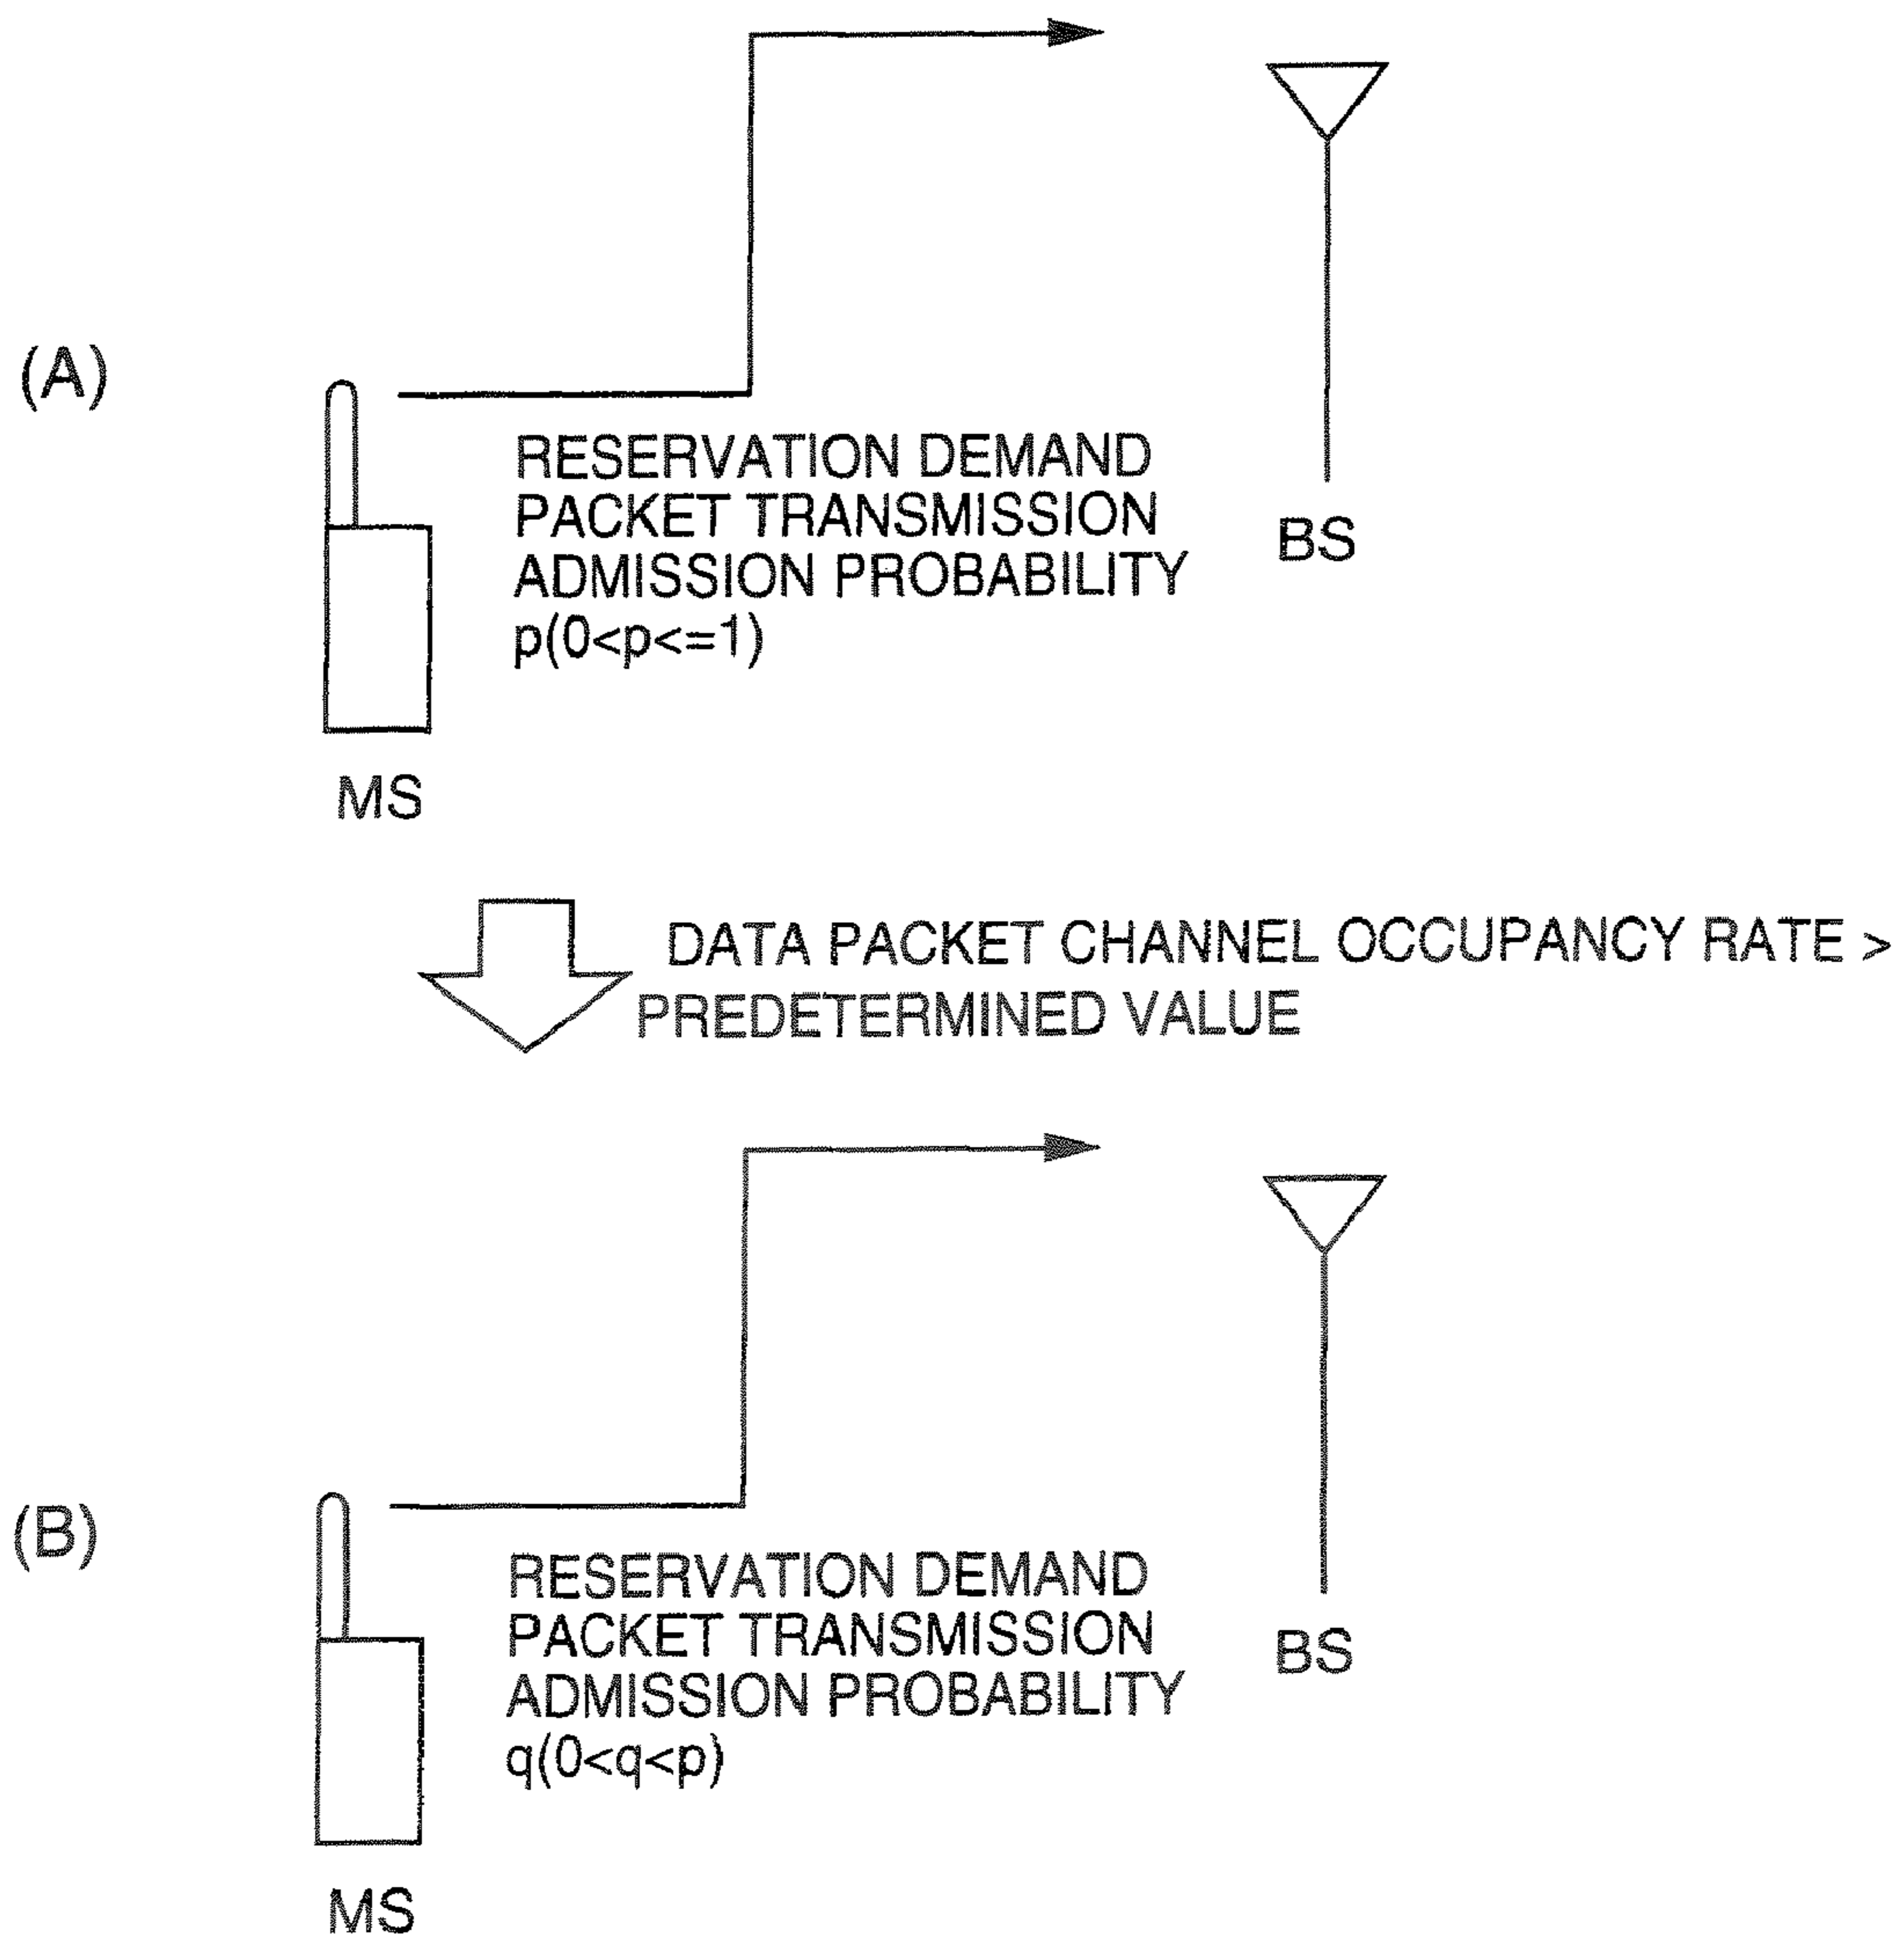 (A)
RESERVATION DEMAND
PACKET TRANSMISSION
ADMISSION PROBABILITY
p(0<p<=1)
BS
MS
DATA PACKET CHANNEL OCCUPANCY RATE >
PREDETERMINED VALUE
(B)
RESERVATION DEMAND
PACKET TRANSMISSION
ADMISSION PROBABILITY
q(0<q<p)
BS
MS